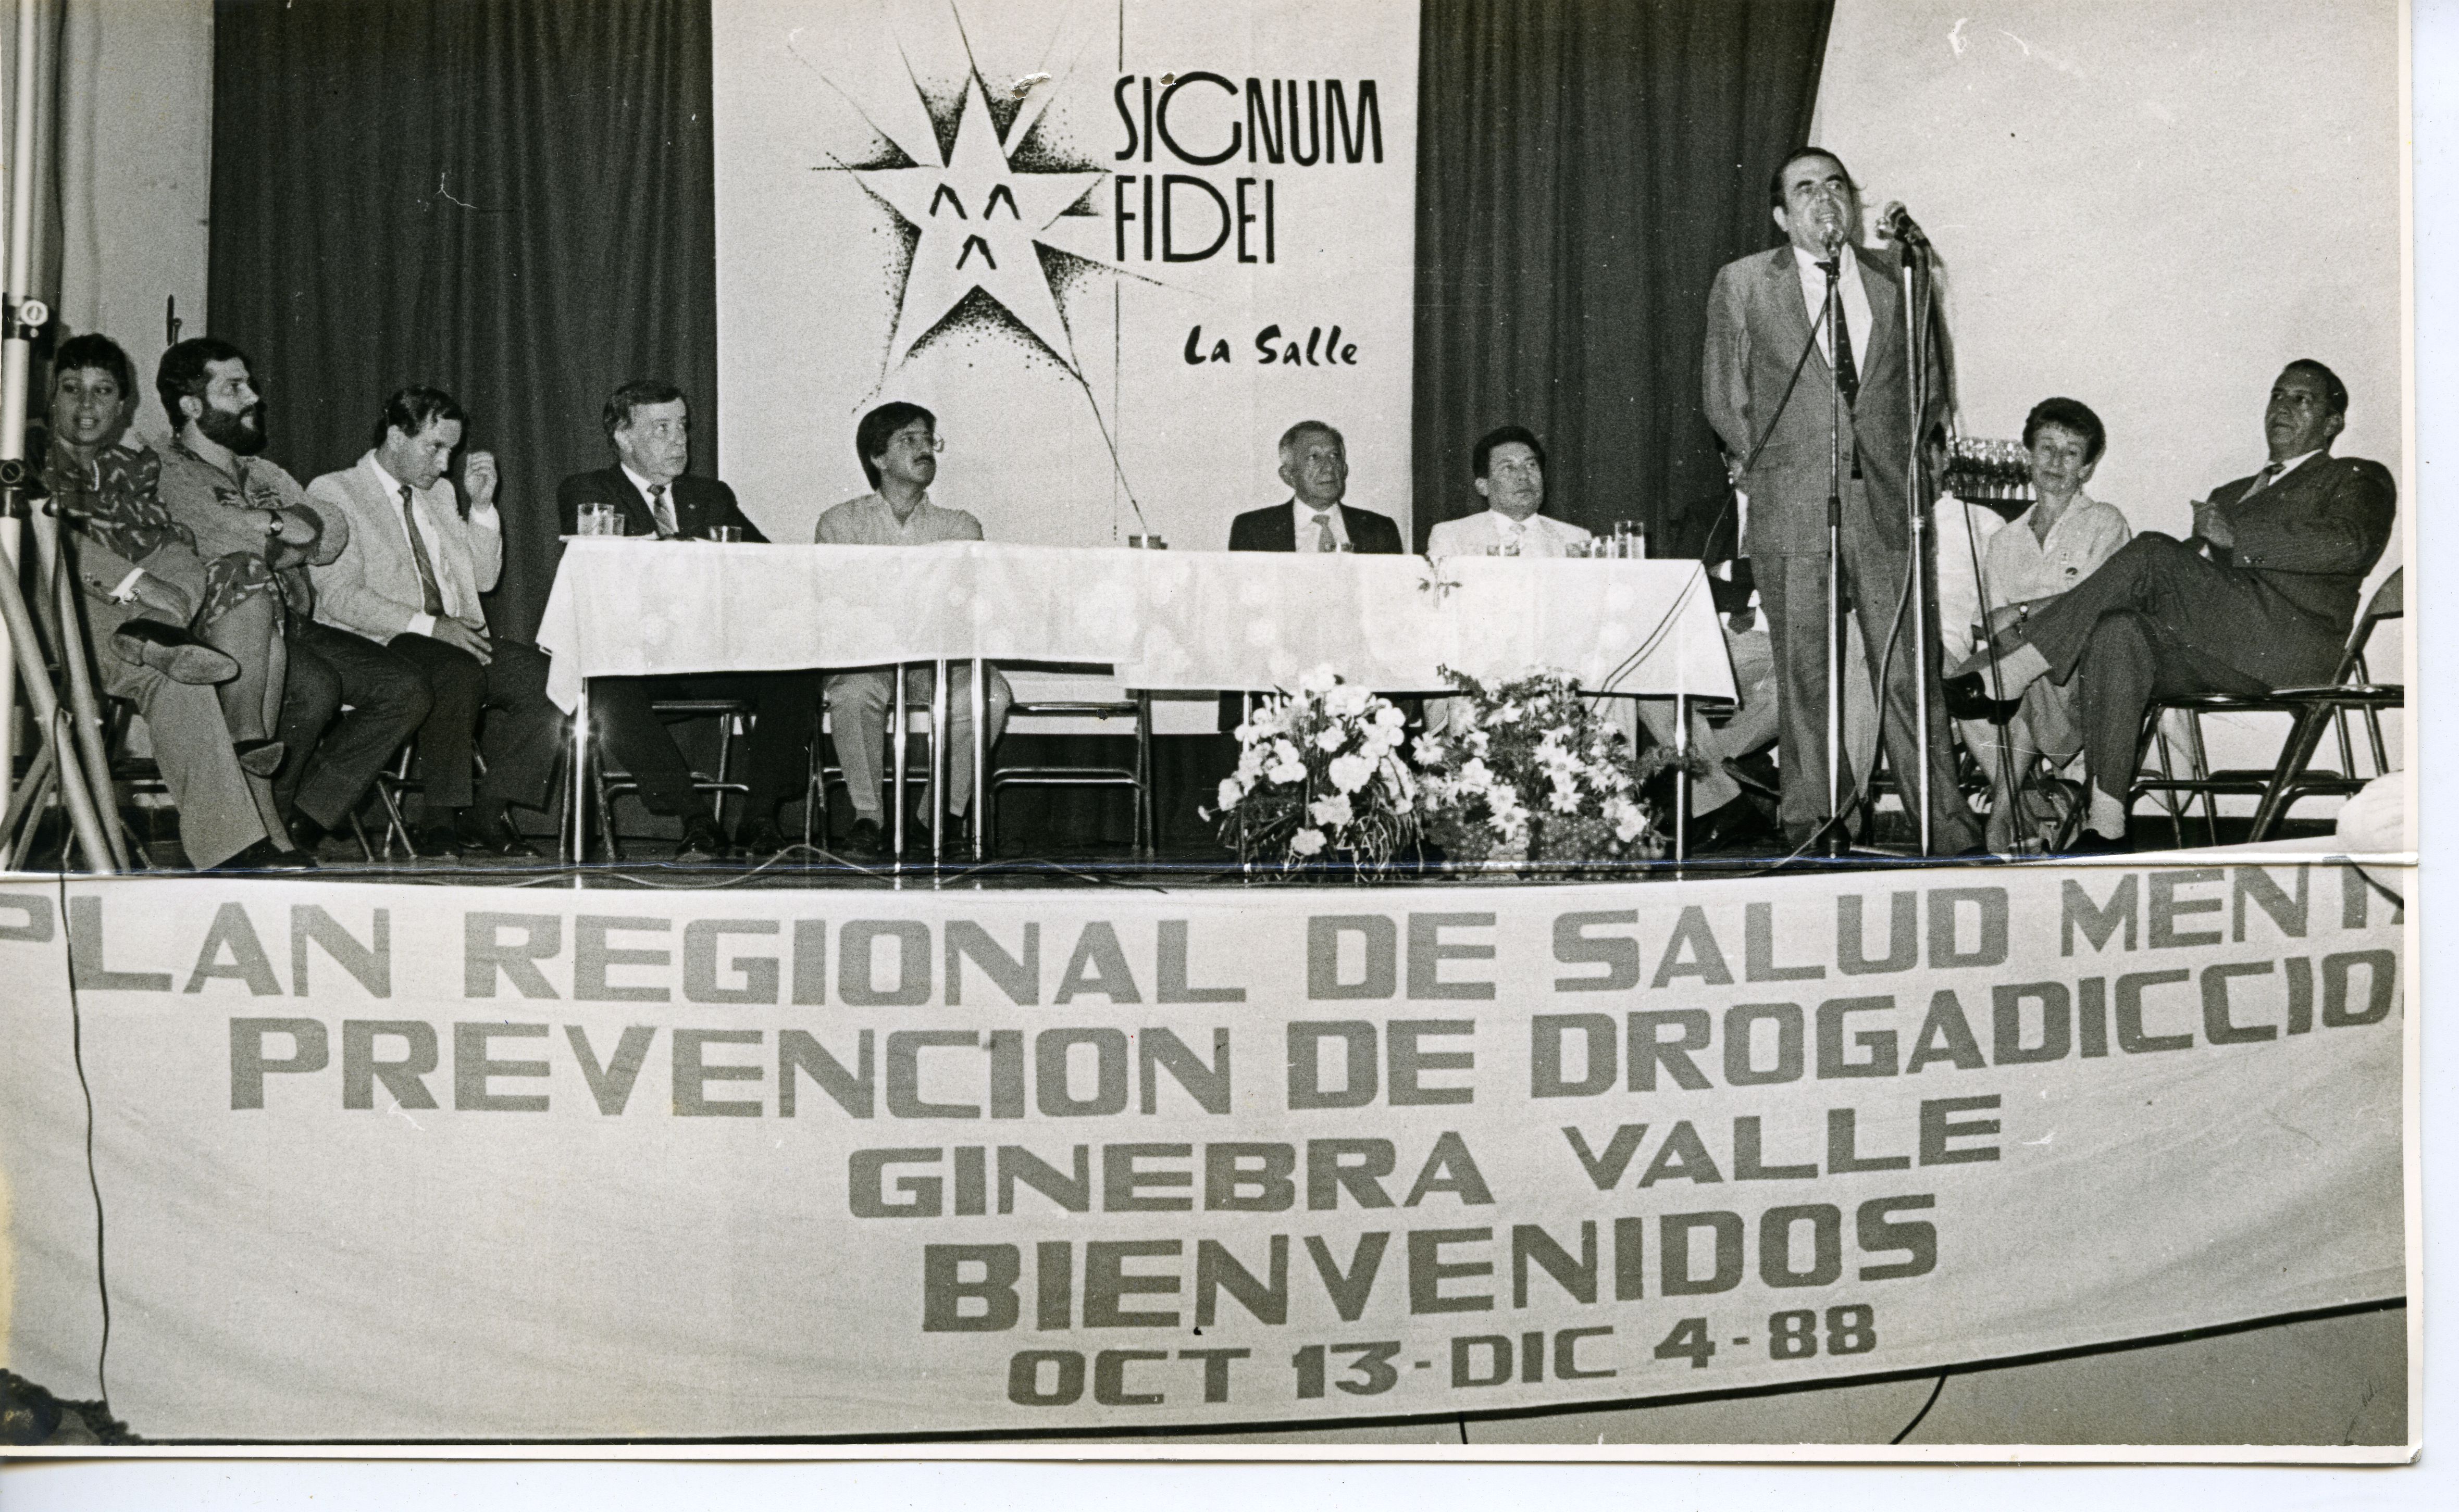 SIGNUM
FIDEI
La Salle
PLAN REGIONAL DE SALUD MENTA
PREVENCION DE DROGADICCIO
GINEBRA VALLE
BIENVENIDOS
OCT 13-DIC 4-88